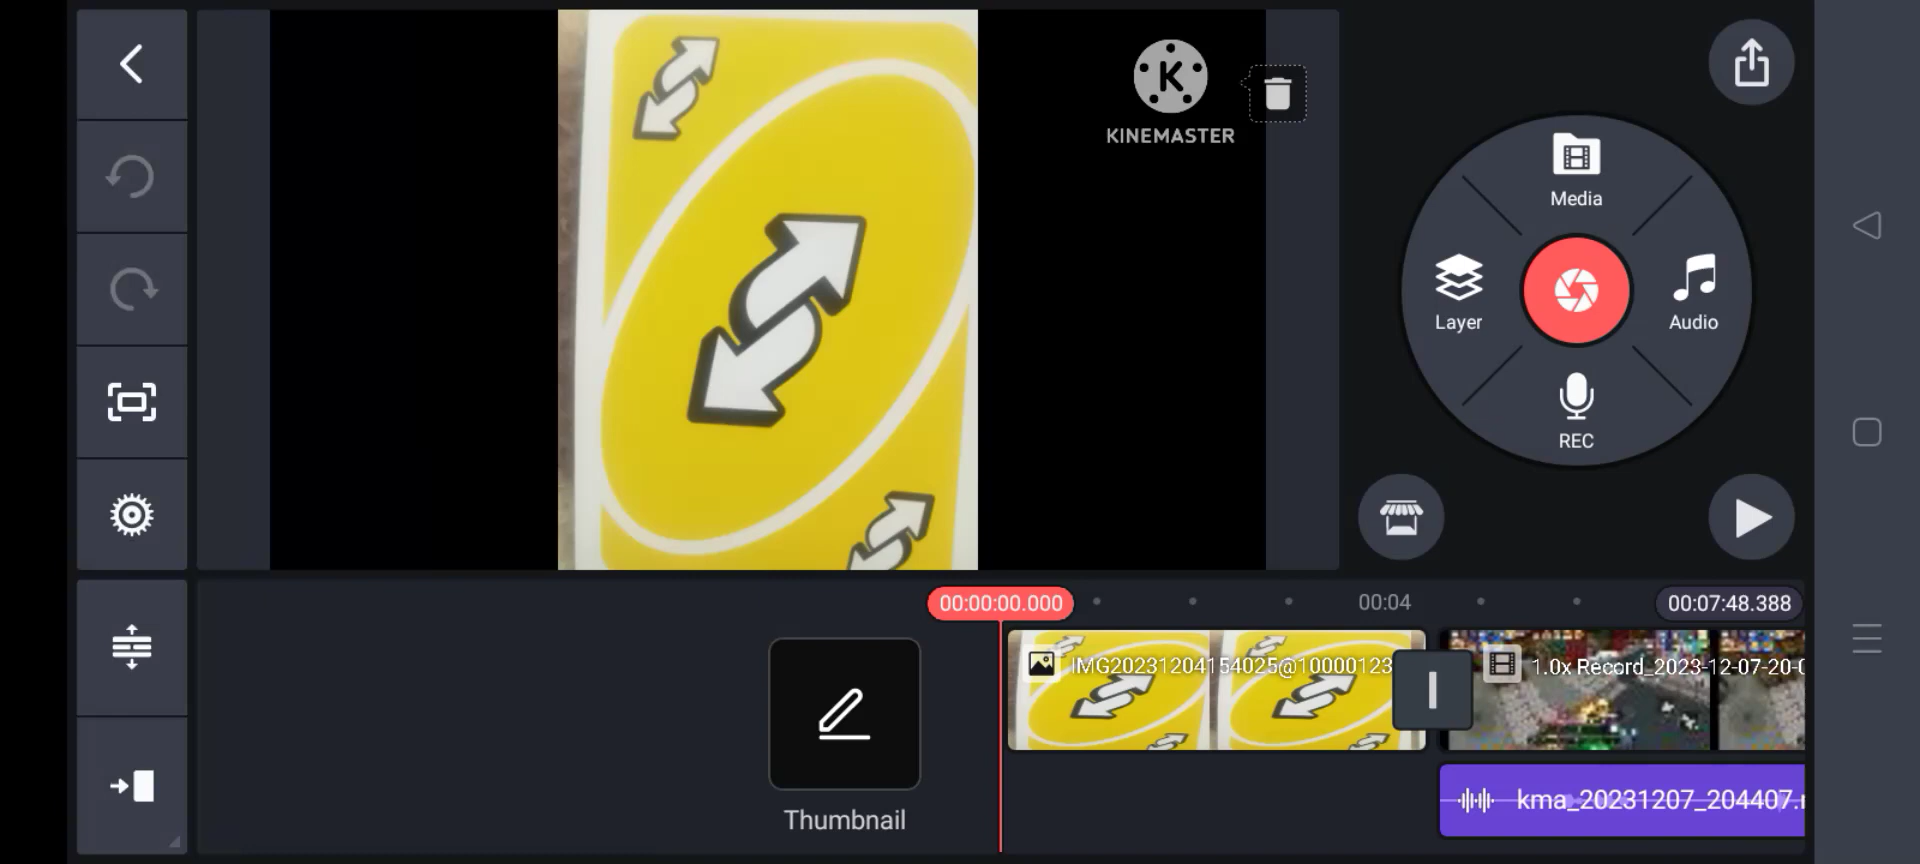 K
KINEMASTER
Media
Layer
Audio
REC
00:00:00.000
00:04
00:07:48.388
IMG20231204154025@10000123
1.0x Record_2023-12-07-20-
Thumbnail
kma_20231207_204407.